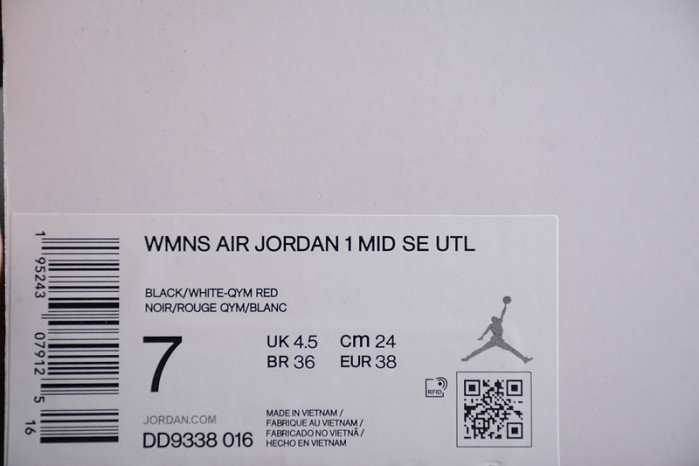 WMNS AIR JORDAN 1 MID SE UTL
BLACK/WHITE-QYM RED
NOIR/ROUGE QYM/BLANC
7
UK 4.5 cm 24
BR 36 EUR 38
RFID
JORDAN.COM
DD9338 016
MADE IN VIETNAM /
FABRIQUE AU VIETNAM /
FABRICADO NO VIETNÃ /
HECHO EN VIETNAM
1 95243 07912 5 16